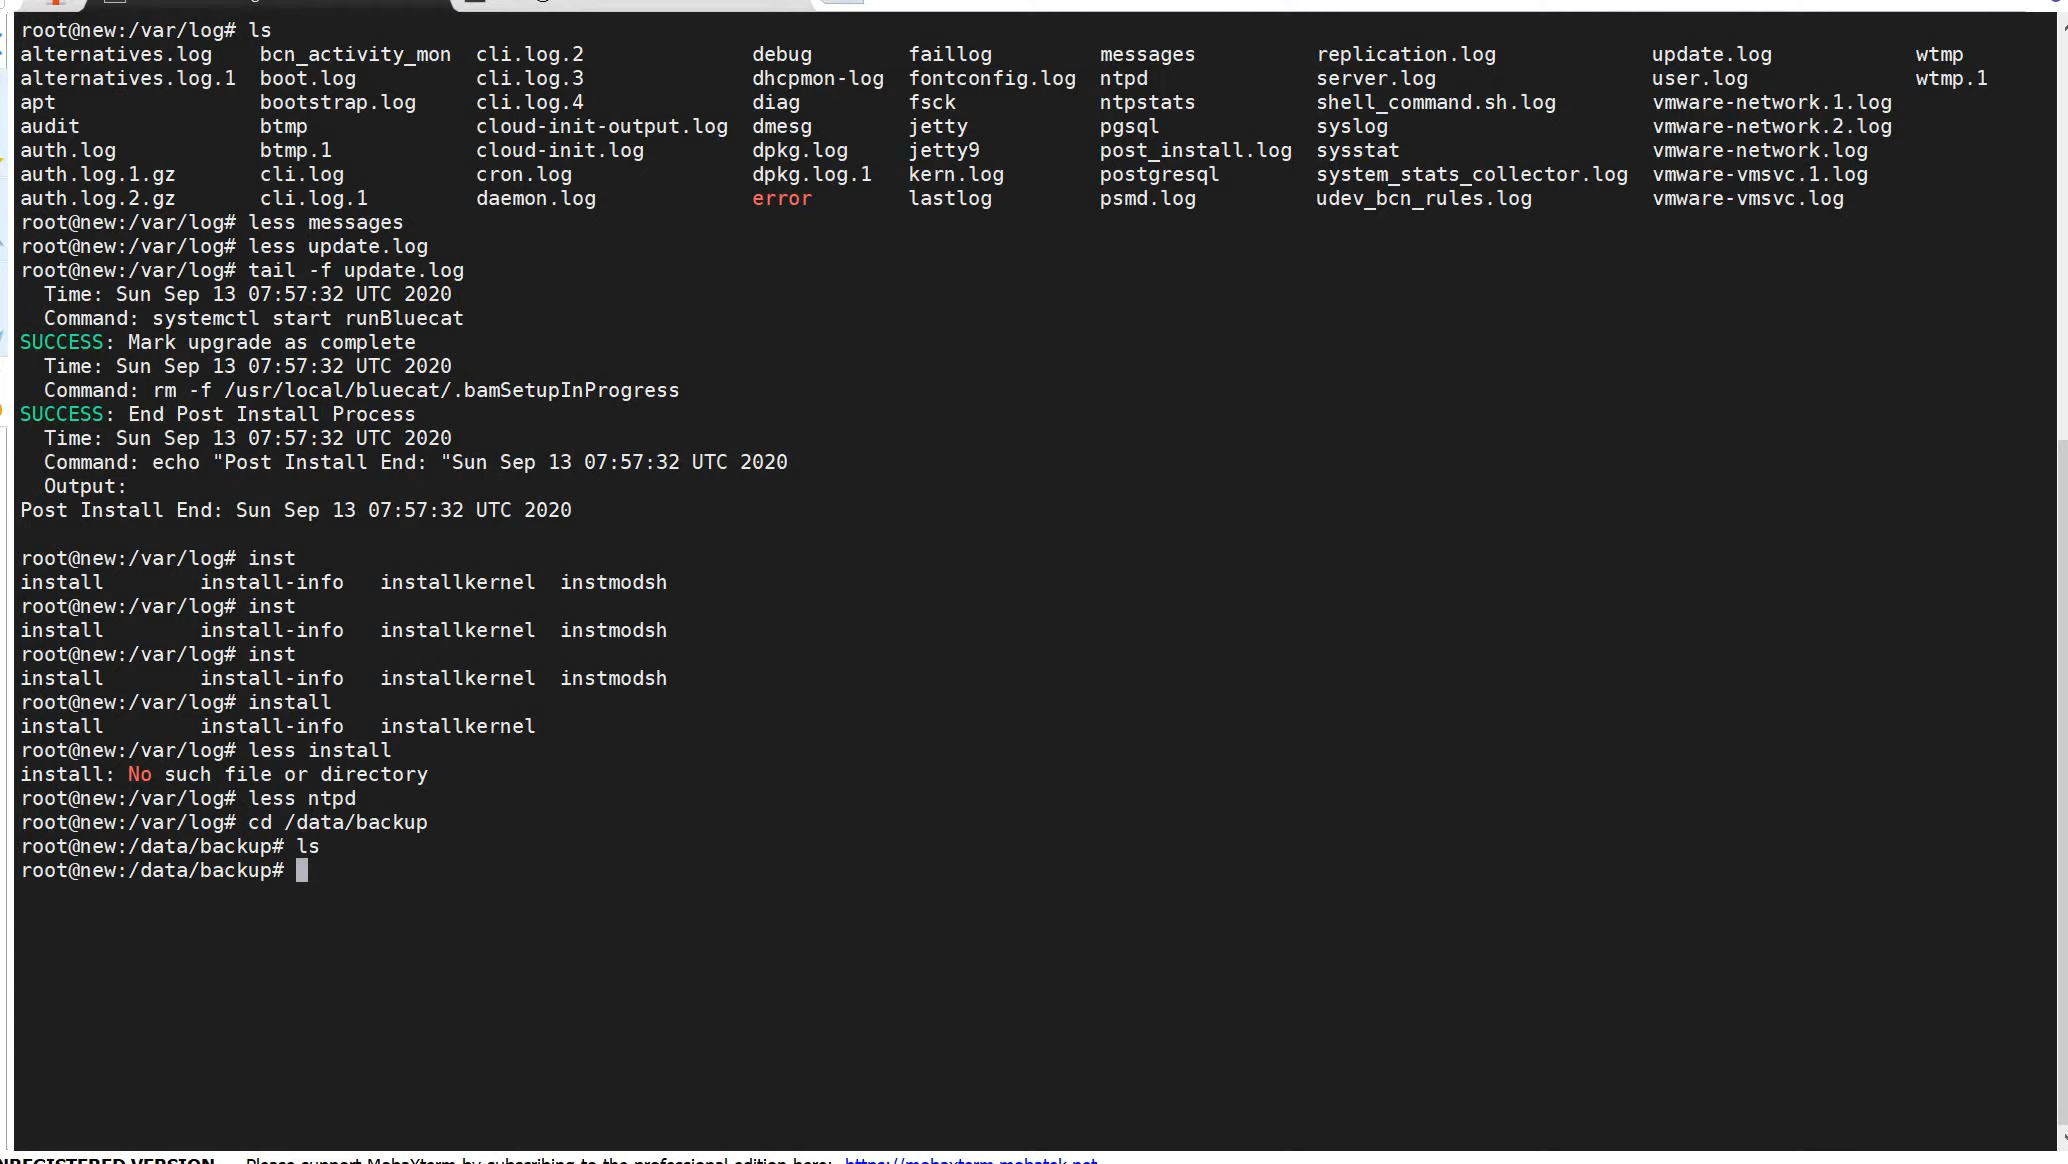 root@new:/var/log# ls
alternatives.log    bcn_activity_mon  cli.log.2              debug        faillog         messages          replication.log             update.log            wtmp
alternatives.log.1  boot.log          cli.log.3              dhcpmon-log  fontconfig.log  ntpd              server.log                  user.log              wtmp.1
apt                 bootstrap.log     cli.log.4              diag         fsck            ntpstats          shell_command.sh.log        vmware-network.1.log
audit               btmp              cloud-init-output.log  dmesg        jetty           pgsql             syslog                      vmware-network.2.log
auth.log            btmp.1            cloud-init.log         dpkg.log     jetty9          post_install.log  sysstat                     vmware-network.log
auth.log.1.gz       cli.log           cron.log               dpkg.log.1   kern.log        postgresql        system_stats_collector.log  vmware-vmsvc.1.log
auth.log.2.gz       cli.log.1         daemon.log             error        lastlog         psmd.log          udev_bcn_rules.log          vmware-vmsvc.log
root@new:/var/log# less messages
root@new:/var/log# less update.log
root@new:/var/log# tail -f update.log
  Time: Sun Sep 13 07:57:32 UTC 2020
  Command: systemctl start runBluecat
SUCCESS: Mark upgrade as complete
  Time: Sun Sep 13 07:57:32 UTC 2020
  Command: rm -f /usr/local/bluecat/.bamSetupInProgress
SUCCESS: End Post Install Process
  Time: Sun Sep 13 07:57:32 UTC 2020
  Command: echo "Post Install End: "Sun Sep 13 07:57:32 UTC 2020
  Output:
Post Install End: Sun Sep 13 07:57:32 UTC 2020
root@new:/var/log# inst
install        install-info   installkernel  instmodsh
root@new:/var/log# inst
install        install-info   installkernel  instmodsh
root@new:/var/log# inst
install        install-info   installkernel  instmodsh
root@new:/var/log# install
install        install-info   installkernel
root@new:/var/log# less install
install: No such file or directory
root@new:/var/log# less ntpd
root@new:/var/log# cd /data/backup
root@new:/data/backup# ls
root@new:/data/backup#
VERSION Please support MobaXterm by subscribing to the professional edition here: https://mobaxterm.mobatek.net